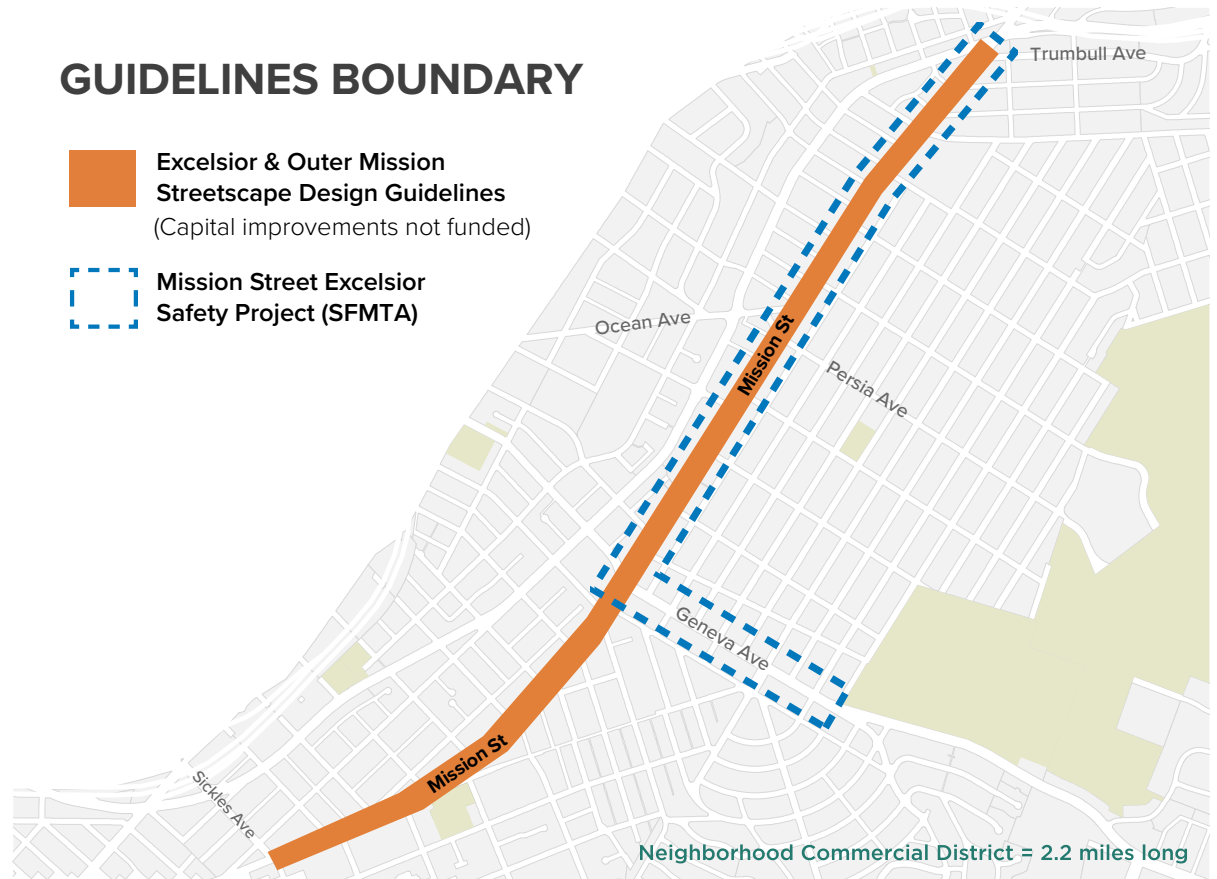 GUIDELINES BOUNDARY
Excelsior & Outer Mission
Streetscape Design Guidelines
(Capital improvements not funded)
Mission Street Excelsior
Safety Project (SFMTA)
Trumbull Ave
Ocean Ave
Mission St
Persia Ave
Geneva Ave
Mission St
Sickles Ave
Neighborhood Commercial District = 2.2 miles long